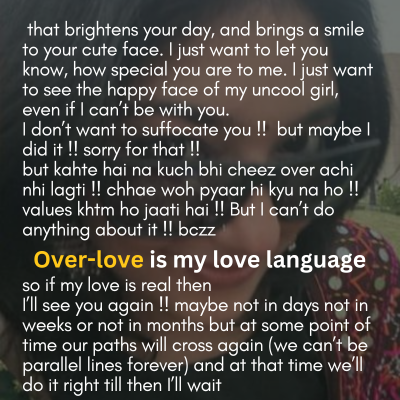 that brightens your day, and brings a smile
to your cute face. I just want to let you
know, how special you are to me. I just want
to see the happy face of my uncool girl,
even if I can't be with you.
I don't want to suffocate you !! but maybe I
did it !! sorry for that !!
but kahte hai na kuch bhi cheez over achi
nhi lagti !! chhae woh pyaar hi kyu na ho !!
values khtm ho jaati hai !! But I can't do
anything about it !! bczz
Over-love is my love language
so if my love is real then
I'll see you again !! maybe not in days not in
weeks or not in months but at some point of
time our paths will cross again (we can't be
parallel lines forever) and at that time we'll
do it right till then I'll wait